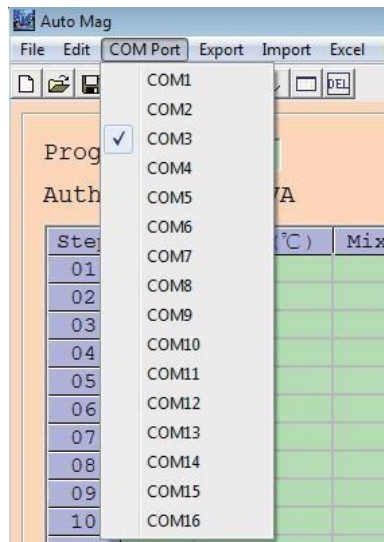 Auto Mag
File Edit COM Port Export Import Excel
DEL
COM1
COM2
COM3
COM4
COM5
COM6
COM7
COM8
COM9
COM10
COM11
COM12
COM13
COM14
COM15
COM16
Prog
Auth VA
Step (℃) Mix
01
02
03
04
05
06
07
08
09
10